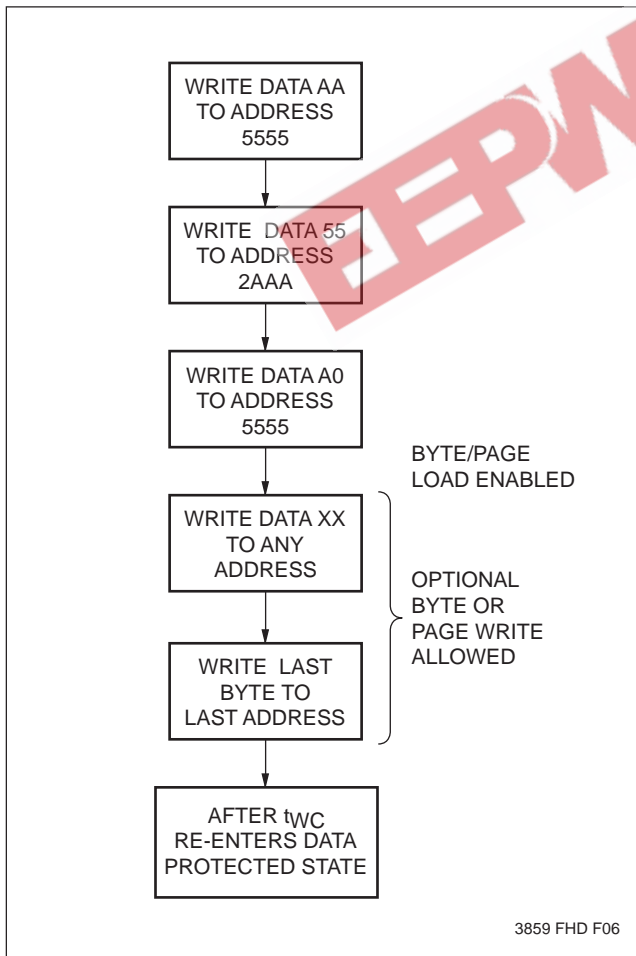 WRITE DATA AA
TO ADDRESS
5555
WRITE DATA 55
TO ADDRESS
2AAA
WRITE DATA A0
TO ADDRESS
5555
BYTE/PAGE
LOAD ENABLED
WRITE DATA XX
TO ANY
ADDRESS
OPTIONAL
BYTE OR
PAGE WRITE
ALLOWED
WRITE LAST
BYTE TO
LAST ADDRESS
AFTER tWC
RE-ENTERS DATA
PROTECTED STATE
3859 FHD F06
EEPW